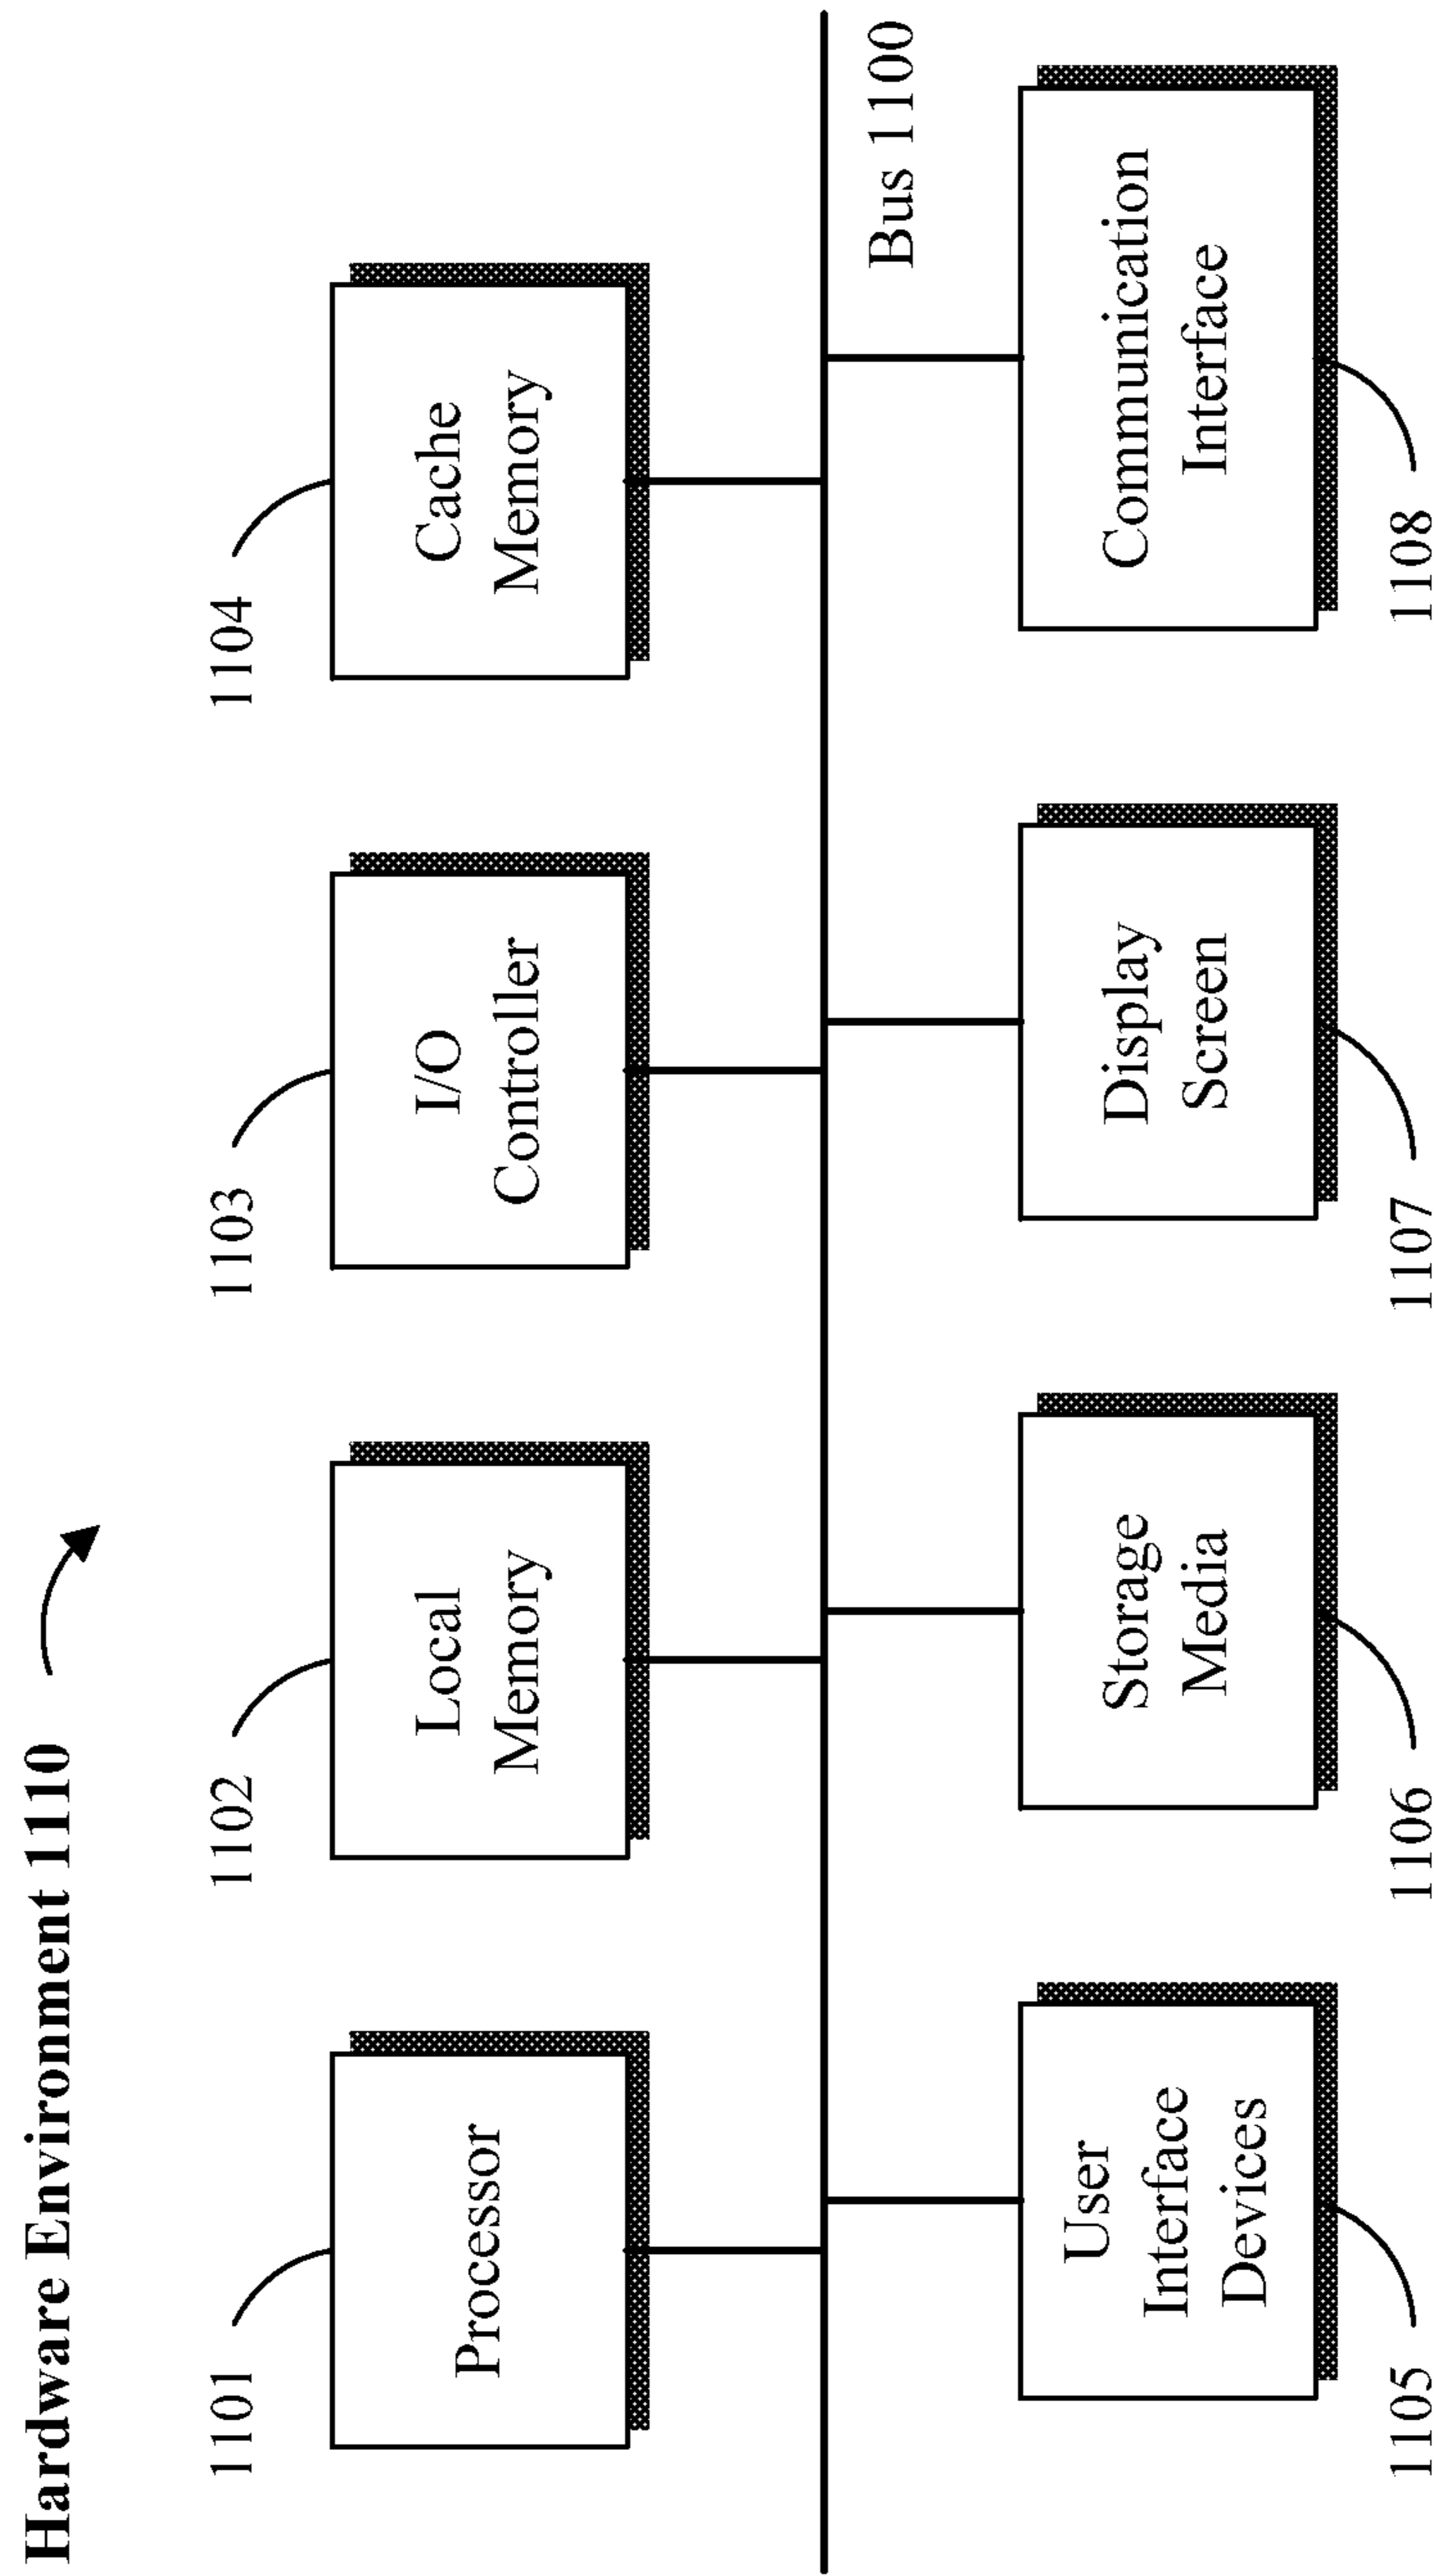 Hardware Environment 1110
1101
1102
1103
1104
Processor
Local
Memory
I/O
Controller
Cache
Memory
Bus 1100
User
Interface
Devices
Storage
Media
Display
Screen
Communication
Interface
1105
1106
1107
1108